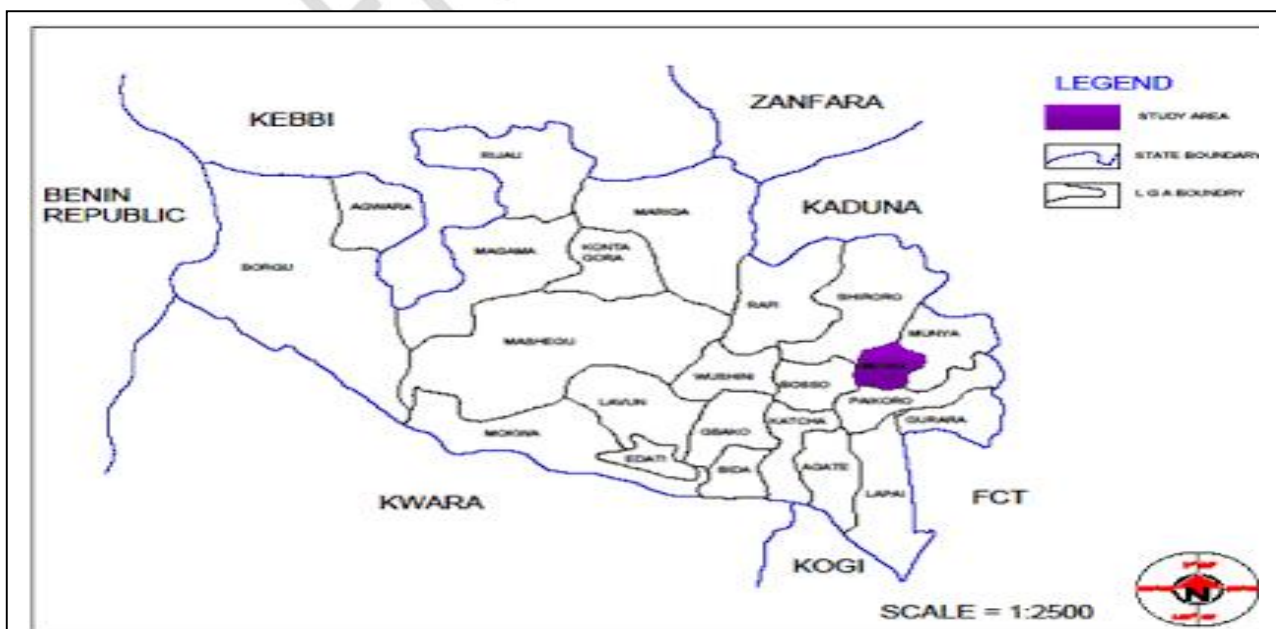 LEGEND
ZANFARA
KEBBI
STUDY AREA
RIJAU
STATE BOUNDARY
BENIN
REPUBLIC
AGWARA
MARIGA
KADUNA
L G A BOUNDRY
MAGAMA
KONTA
GORA
BORGU
RAFI
SHIRORO
MUNYA
MASHEGU
WUSHISHI
BOSSO
PAIKORO
LAVUN
GURARA
KATCHA
GBAKO
MOKWA
EDATI
BIDA
AGATE
LAPAI
FCT
KWARA
KOGI
N
SCALE = 1:2500